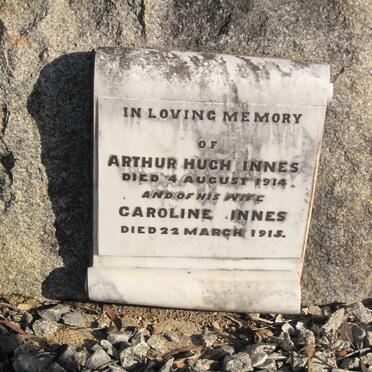 IN LOVING MEMORY
OF
ARTHUR HUGH INNES
DIED 4 AUGUST 1914.
AND OF HIS WIFE
CAROLINE INNES
DIED 22 MARCH 1915.